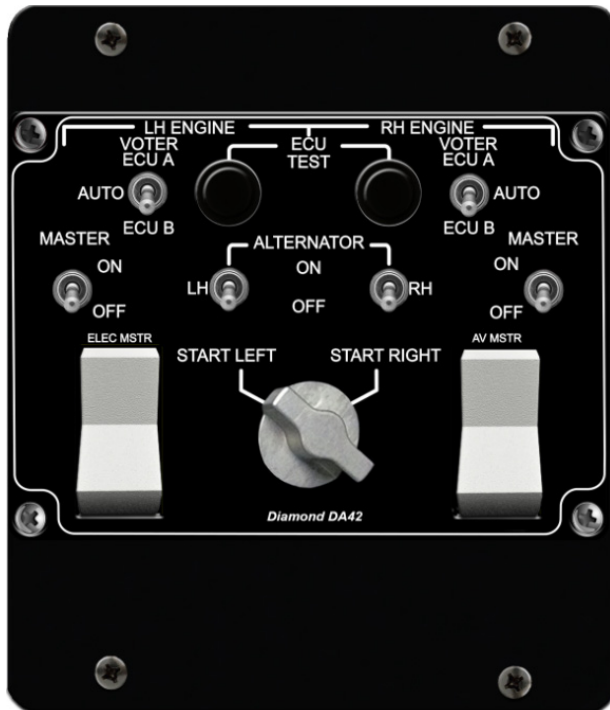 LH ENGINE
RH ENGINE
VOTER
ECU A
ECU
TEST
VOTER
ECU A
AUTO
AUTO
ECU B
ECU B
MASTER
ALTERNATOR
MASTER
ON
ON
ON
LH
RH
OFF
OFF
OFF
ELEC MSTR
AV MSTR
START LEFT
START RIGHT
Diamond DA42